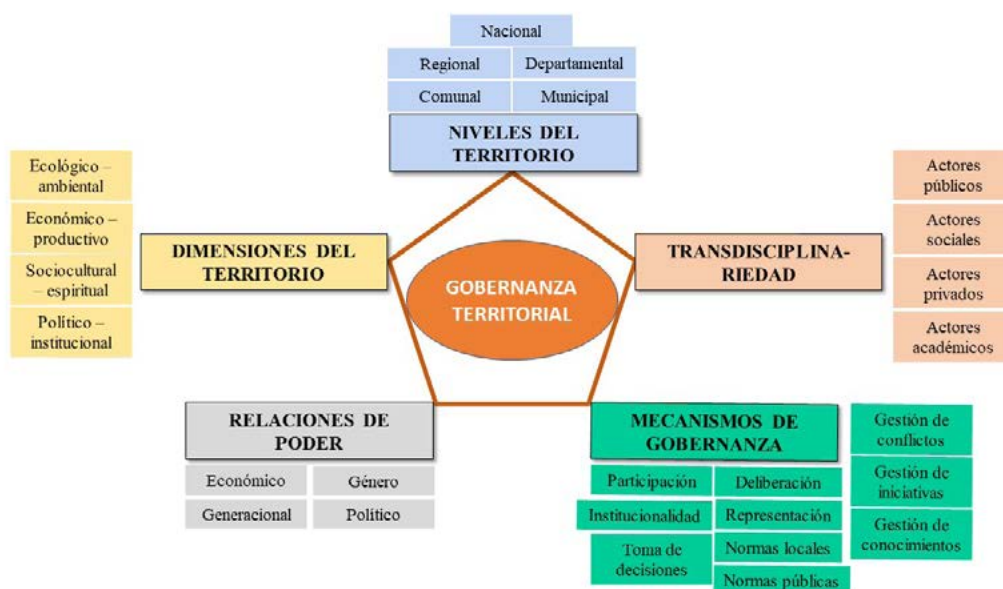 Nacional
Regional
Departamental
Comunal
Municipal
NIVELES DEL
TERRITORIO
Ecológico –
ambiental
Económico –
productivo
Sociocultural
– espiritual
Político –
institucional
DIMENSIONES DEL
TERRITORIO
GOBERNANZA
TERRITORIAL
TRANSDISCIPLINA-
RIEDAD
Actores
públicos
Actores
sociales
Actores
privados
Actores
académicos
RELACIONES DE
PODER
Económico
Género
Generacional
Político
MECANISMOS DE
GOBERNANZA
Participación
Deliberación
Institucionalidad
Representación
Toma de
decisiones
Normas locales
Normas públicas
Gestión de
conflictos
Gestión de
iniciativas
Gestión de
conocimientos